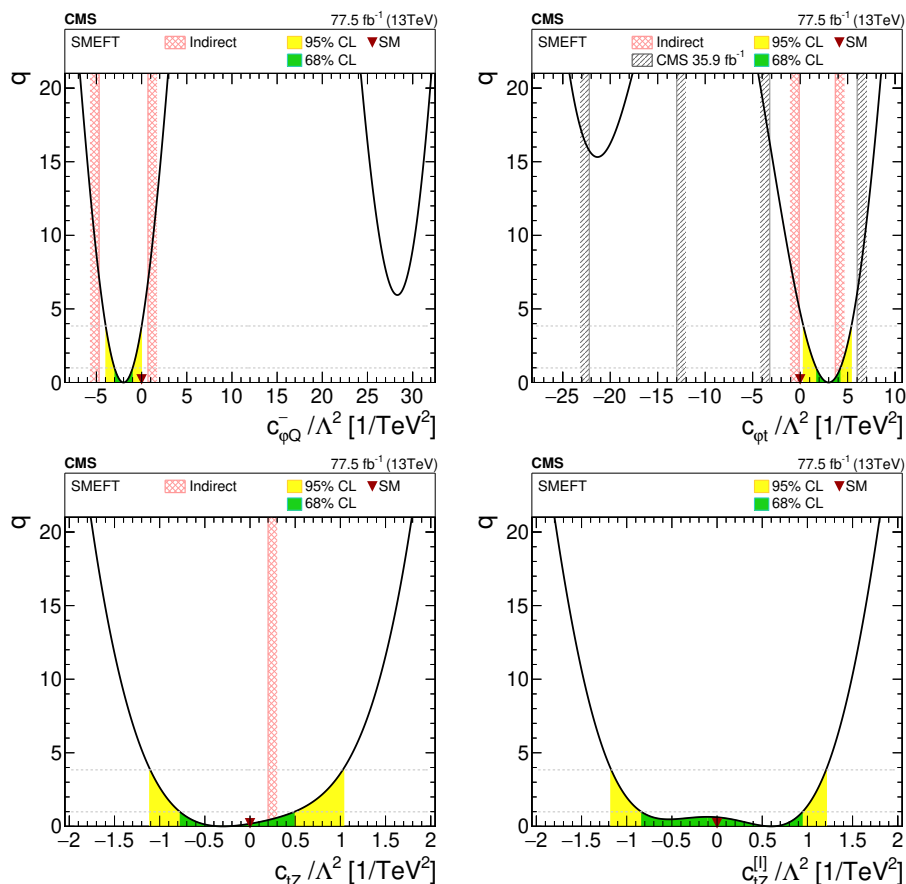 CMS 77.5 fb⁻¹ (13TeV)
SMEFT Indirect 95% CL SM
68% CL
q
20
15
10
5
0
−5 0 5 10 15 20 25 30
c⁻φQ /Λ² [1/TeV²]
CMS 77.5 fb⁻¹ (13TeV)
SMEFT Indirect 95% CL SM
CMS 35.9 fb⁻¹ 68% CL
q
20
15
10
5
0
−25 −20 −15 −10 −5 0 5 10
cφt /Λ² [1/TeV²]
CMS 77.5 fb⁻¹ (13TeV)
SMEFT Indirect 95% CL SM
68% CL
q
20
15
10
5
0
−2 −1.5 −1 −0.5 0 0.5 1 1.5 2
ctZ /Λ² [1/TeV²]
CMS 77.5 fb⁻¹ (13TeV)
SMEFT 95% CL SM
68% CL
q
20
15
10
5
0
−2 −1.5 −1 −0.5 0 0.5 1 1.5 2
c[I]tZ /Λ² [1/TeV²]